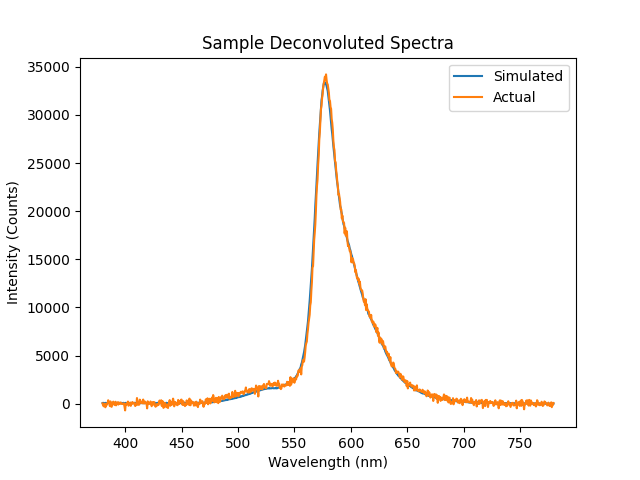 Sample Deconvoluted Spectra
Simulated
Actual
35000
30000
25000
20000
15000
10000
5000
0
Intensity (Counts)
400 450 500 550 600 650 700 750
Wavelength (nm)